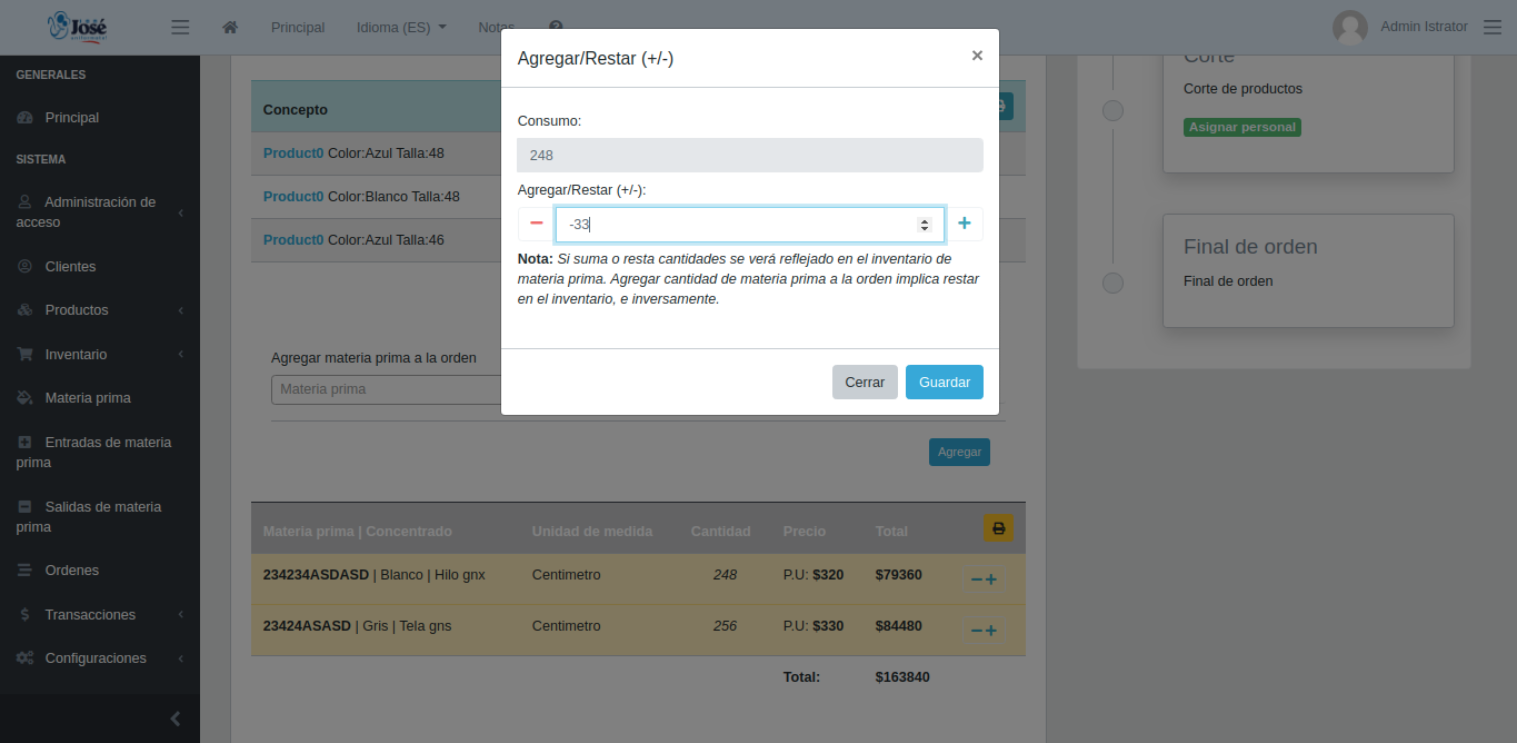 José
Principal
Idioma (ES)
Notas
Admin Istrator
GENERALES
Principal
SISTEMA
Administración de
acceso
Clientes
Productos
Inventario
Materia prima
Entradas de materia
prima
Salidas de materia
prima
Ordenes
Transacciones
Configuraciones
Concepto
Product0 Color:Azul Talla:48
Product0 Color:Blanco Talla:48
Product0 Color:Azul Talla:46
Agregar materia prima a la orden
Materia prima
Agregar
Agregar/Restar (+/-)
×
Consumo:
248
Agregar/Restar (+/-):
-33
Nota: Si suma o resta cantidades se verá reflejado en el inventario de
materia prima. Agregar cantidad de materia prima a la orden implica restar
en el inventario, e inversamente.
Cerrar
Guardar
Materia prima | Concentrado Unidad de medida Cantidad Precio Total
234234ASDASD | Blanco | Hilo gnx Centimetro 248 P.U: $320 $79360
23424ASASD | Gris | Tela gns Centimetro 256 P.U: $330 $84480
Total: $163840
Corte
Corte de productos
Asignar personal
Final de orden
Final de orden